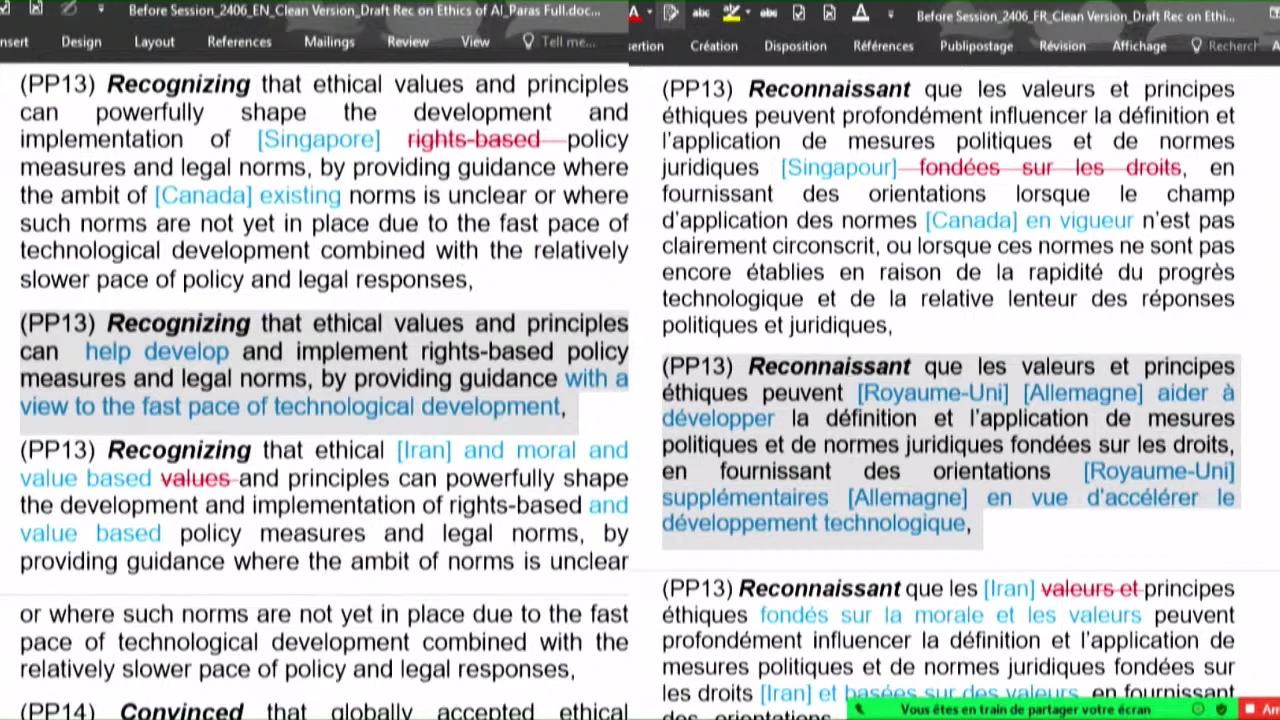 Before Session_2406_EN_Clean Version_Draft Rec on Ethics of AI_Paras Full.doc...
nsert Design Layout References Mailings Review View Tell me...
(PP13) Recognizing that ethical values and principles
can powerfully shape the development and
implementation of [Singapore] rights-based policy
measures and legal norms, by providing guidance where
the ambit of [Canada] existing norms is unclear or where
such norms are not yet in place due to the fast pace of
technological development combined with the relatively
slower pace of policy and legal responses,
(PP13) Recognizing that ethical values and principles
can help develop and implement rights-based policy
measures and legal norms, by providing guidance with a
view to the fast pace of technological development,
(PP13) Recognizing that ethical [Iran] and moral and
value based values and principles can powerfully shape
the development and implementation of rights-based and
value based policy measures and legal norms, by
providing guidance where the ambit of norms is unclear
or where such norms are not yet in place due to the fast
pace of technological development combined with the
relatively slower pace of policy and legal responses,
(PP14) Convinced that globally accepted ethical
Before Session_2406_FR_Clean Version_Draft Rec on Ethi...
sertion Création Disposition Références Publipostage Révision Affichage Recherch
(PP13) Reconnaissant que les valeurs et principes
éthiques peuvent profondément influencer la définition et
l’application de mesures politiques et de normes
juridiques [Singapour] fondées sur les droits, en
fournissant des orientations lorsque le champ
d’application des normes [Canada] en vigueur n’est pas
clairement circonscrit, ou lorsque ces normes ne sont pas
encore établies en raison de la rapidité du progrès
technologique et de la relative lenteur des réponses
politiques et juridiques,
(PP13) Reconnaissant que les valeurs et principes
éthiques peuvent [Royaume-Uni] [Allemagne] aider à
développer la définition et l’application de mesures
politiques et de normes juridiques fondées sur les droits,
en fournissant des orientations [Royaume-Uni]
supplémentaires [Allemagne] en vue d’accélérer le
développement technologique,
(PP13) Reconnaissant que les [Iran] valeurs et principes
éthiques fondés sur la morale et les valeurs peuvent
profondément influencer la définition et l’application de
mesures politiques et de normes juridiques fondées sur
les droits [Iran] et basées sur des valeurs, en fournissant
des orientations
Vous êtes en train de partager votre écran